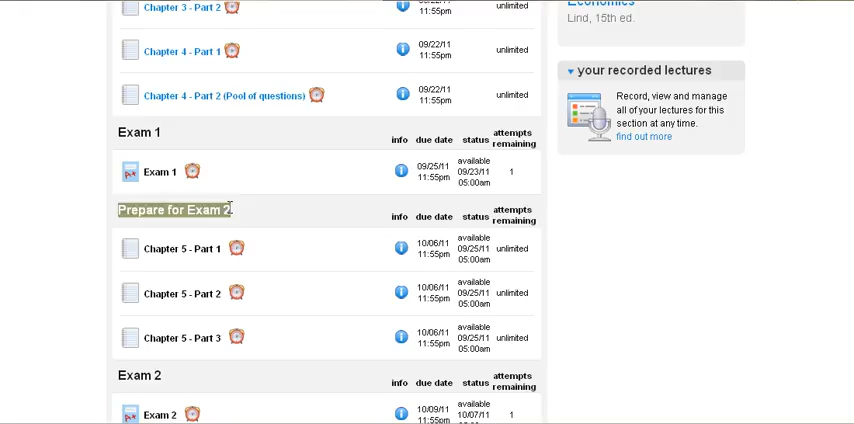 Chapter 3 - Part 2
11:55pm
unlimited
Chapter 4 - Part 1
09/22/11
11:55pm
unlimited
Chapter 4 - Part 2 (Pool of questions)
09/22/11
11:55pm
unlimited
Exam 1
info due date status attempts remaining
Exam 1
09/25/11
11:55pm
available
09/23/11
05:00am
1
Prepare for Exam 2
info due date status attempts remaining
Chapter 5 - Part 1
10/06/11
11:55pm
available
09/25/11
05:00am
unlimited
Chapter 5 - Part 2
10/06/11
11:55pm
available
09/25/11
05:00am
unlimited
Chapter 5 - Part 3
10/06/11
11:55pm
available
09/25/11
05:00am
unlimited
Exam 2
info due date status attempts remaining
Exam 2
10/09/11
11:55pm
available
10/07/11
1
Economics
Lind, 15th ed.
your recorded lectures
Record, view and manage
all of your lectures for this
section at any time.
find out more